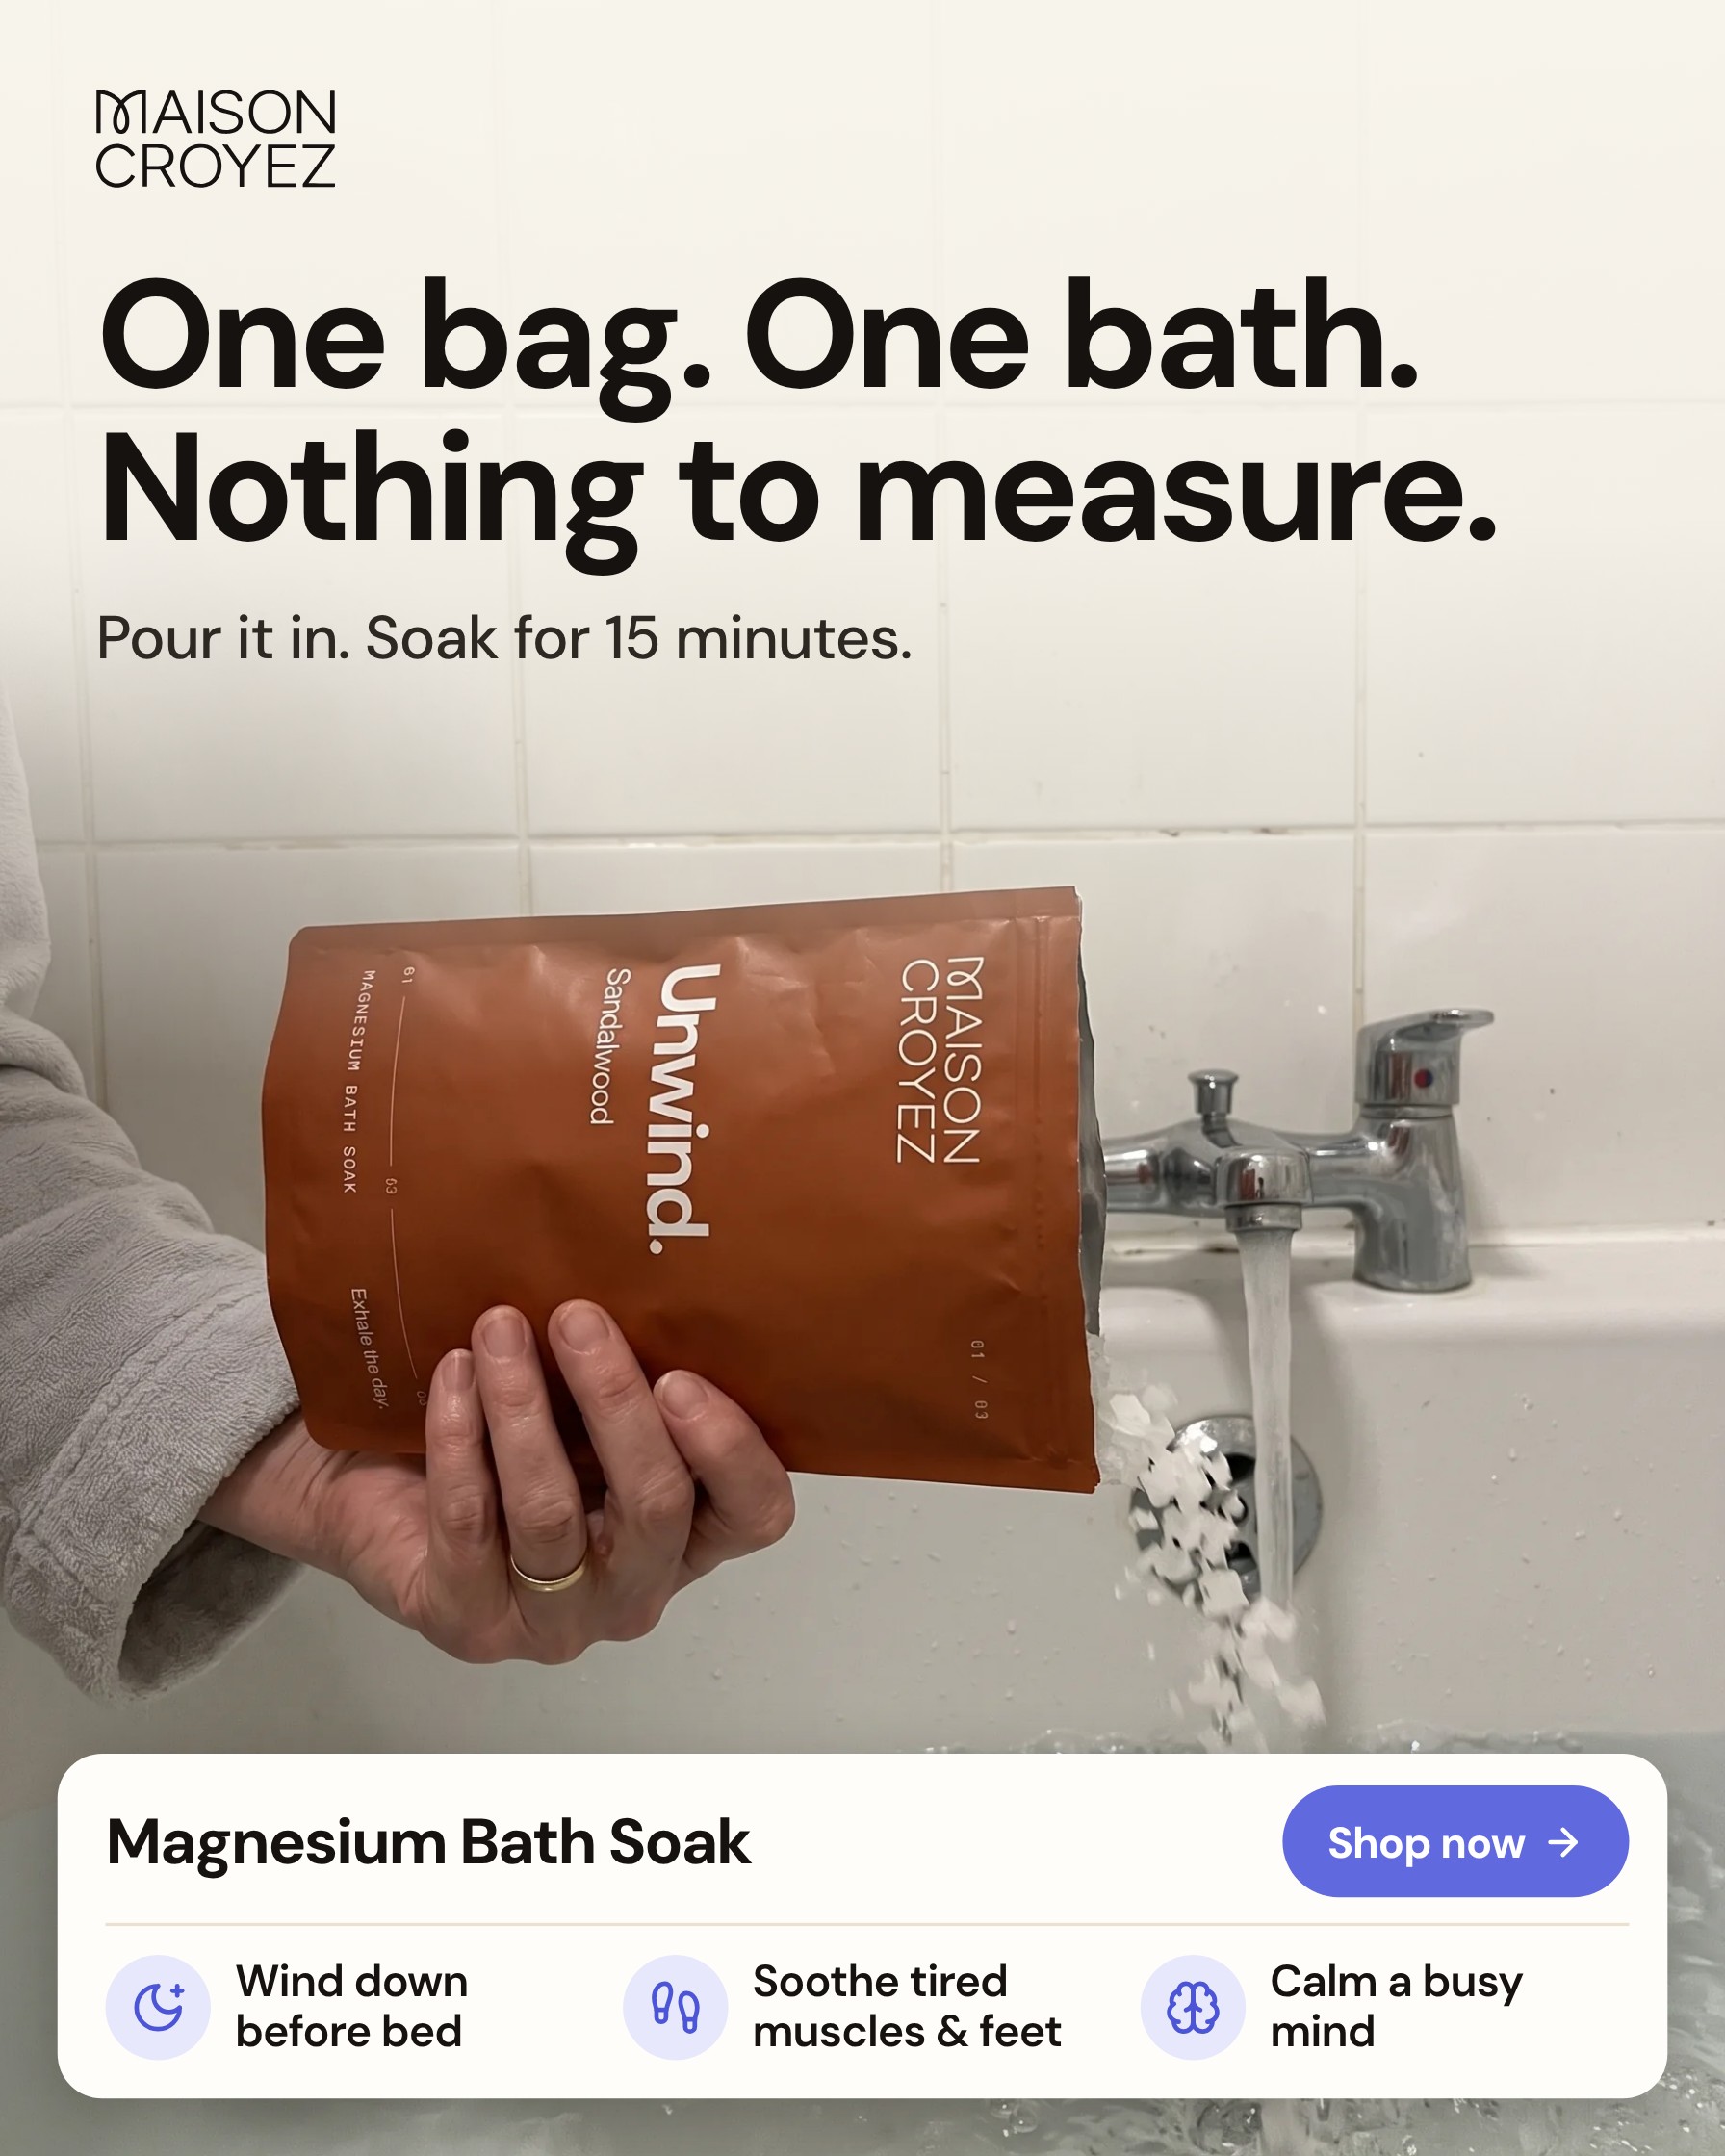 MAISON
CROYEZ
One bag. One bath.
Nothing to measure.
Pour it in. Soak for 15 minutes.
MAISON
CROYEZ
01 / 03
Unwind.
Sandalwood
MAGNESIUM BATH SOAK
Exhale the day.
Magnesium Bath Soak
Shop now
Wind down
before bed
Soothe tired
muscles & feet
Calm a busy
mind